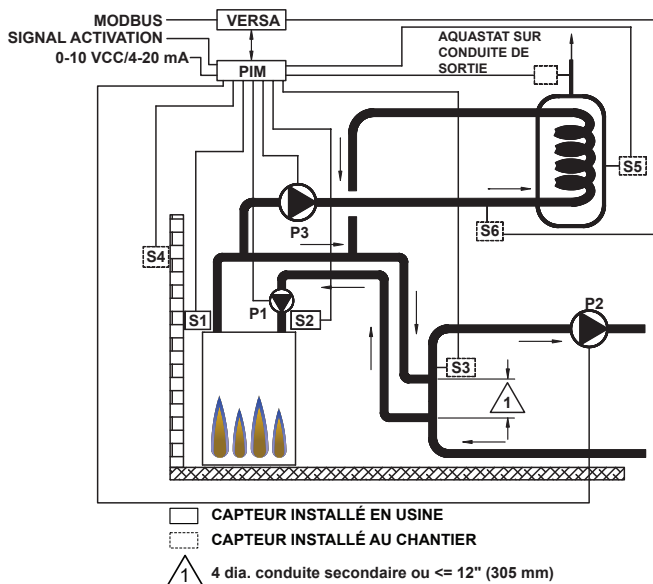 MODBUS
VERSA
SIGNAL ACTIVATION
0-10 VCC/4-20 mA
PIM
AQUASTAT SUR
CONDUITE DE
SORTIE
S5
S6
P3
S4
S1
P1
S2
P2
S3
1
CAPTEUR INSTALLÉ EN USINE
CAPTEUR INSTALLÉ AU CHANTIER
1 4 dia. conduite secondaire ou <= 12" (305 mm)